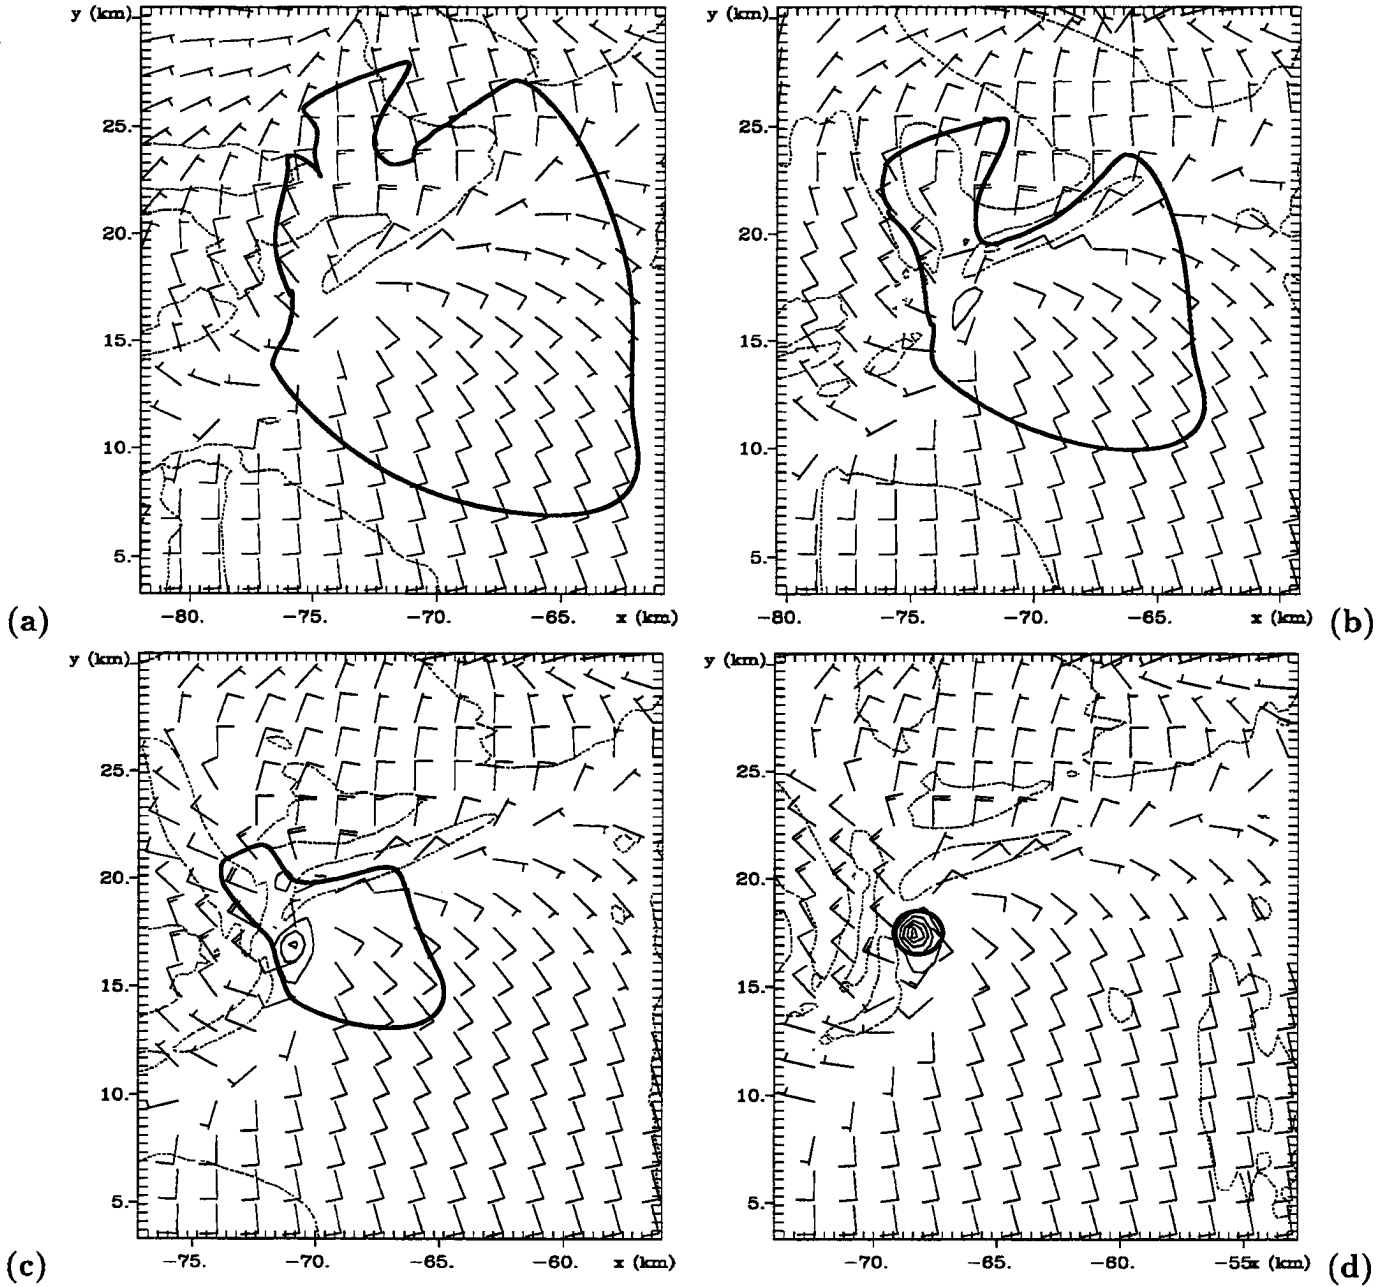 y (km)
25.
20.
15.
10.
5.
-80. -75. -70. -65. x (km)
(a)
y (km)
25.
20.
15.
10.
5.
-80. -75. -70. -65. x (km)
(b)
y (km)
25.
20.
15.
10.
5.
-75. -70. -65. -60. x (km)
(c)
y (km)
25.
20.
15.
10.
5.
-70. -65. -60. -55x (km)
(d)